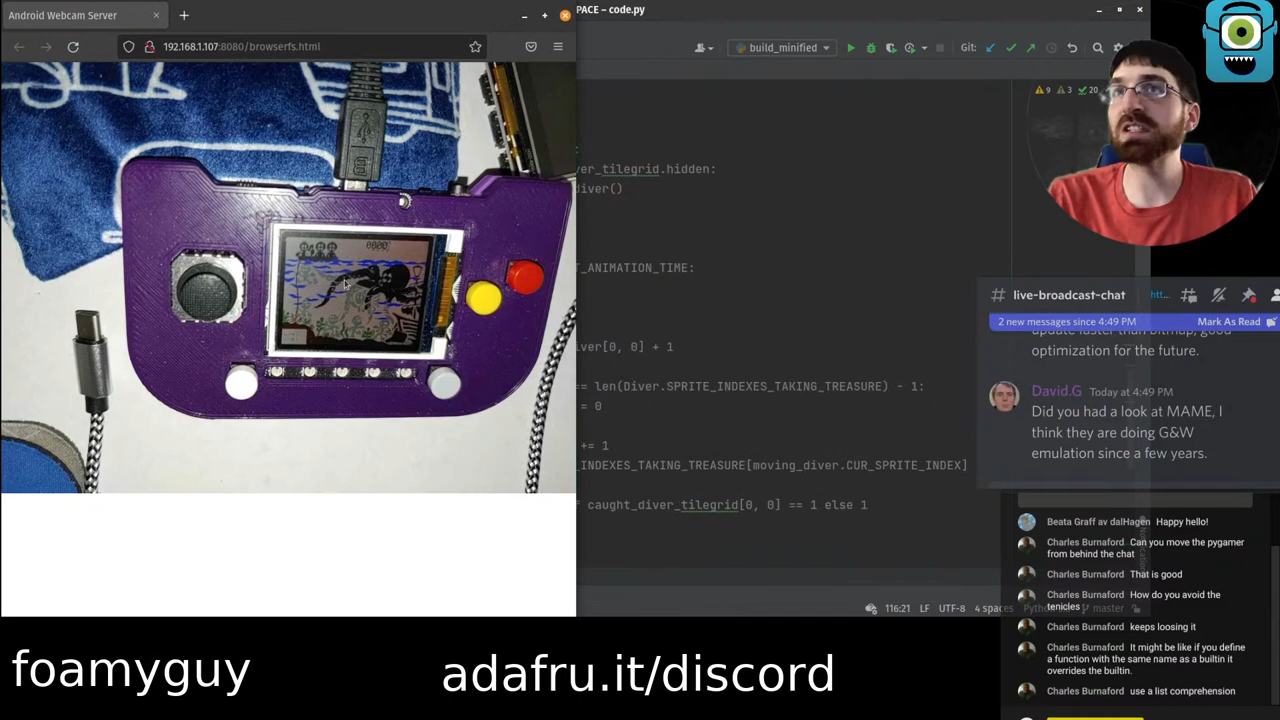 Android Webcam Server
PACE – code.py
192.168.1.107:8080/browserfs.html
build_minified
Git:
9 3 20
ver_tilegrid.hidden:
diver()
T_ANIMATION_TIME:
iver[0, 0] + 1
== len(Diver.SPRITE_INDEXES_TAKING_TREASURE) - 1:
= 0
+= 1
INDEXES_TAKING_TREASURE[moving_diver.CUR_SPRITE_INDEX]
caught_diver_tilegrid[0, 0] == 1 else 1
116:21 LF UTF-8 4 spaces
master
# live-broadcast-chat
2 new messages since 4:49 PM Mark As Read
update faster than bitmap, good
optimization for the future.
David.G Today at 4:49 PM
Did you had a look at MAME, I
think they are doing G&W
emulation since a few years.
Beata Graff av dalHagen Happy hello!
Charles Burnaford Can you move the pygamer
from behind the chat
Charles Burnaford That is good
Charles Burnaford How do you avoid the
tenicles
Charles Burnaford keeps loosing it
Charles Burnaford It might be like if you define
a function with the same name as a builtin it
overrides the builtin.
Charles Burnaford use a list comprehension
foamyguy
adafru.it/discord